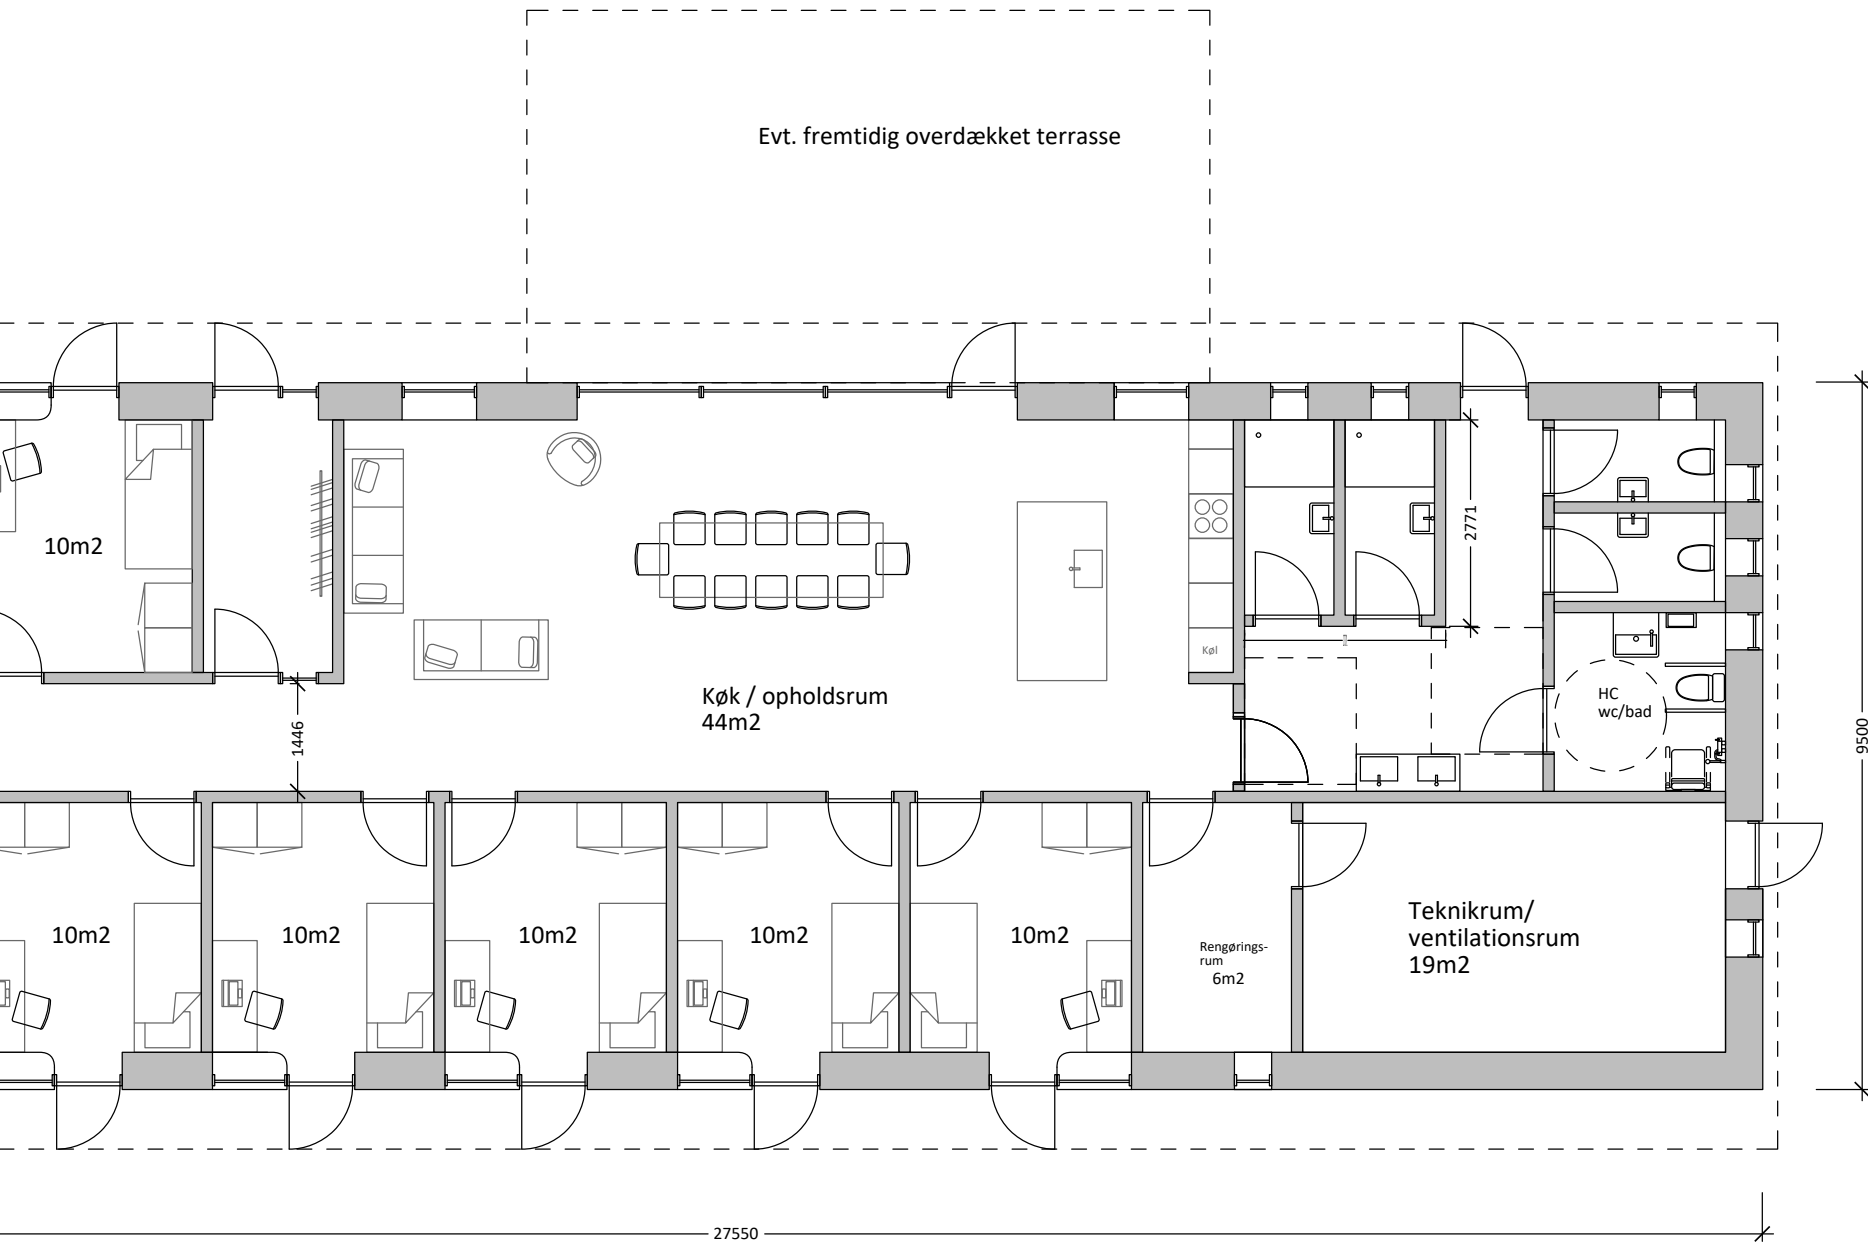 Evt. fremtidig overdækket terrasse
10m2
2771
Køl
Køk / opholdsrum
44m2
HC
wc/bad
1446
9500
10m2
10m2
10m2
10m2
10m2
Rengørings-
rum
6m2
Teknikrum/
ventilationsrum
19m2
27550